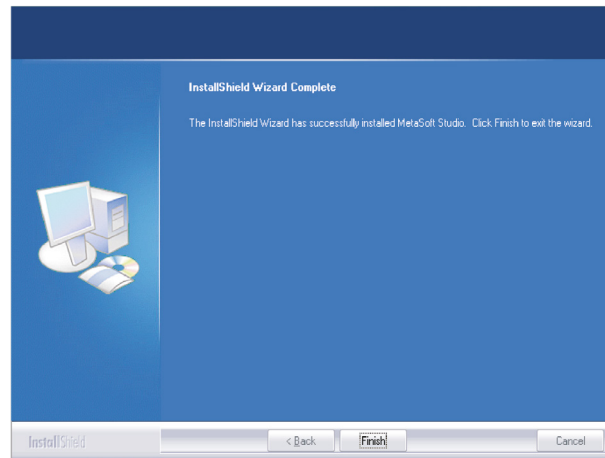 InstallShield Wizard Complete
The InstallShield Wizard has successfully installed MetaSoft Studio. Click Finish to exit the wizard.
InstallShield
< Back
Finish
Cancel